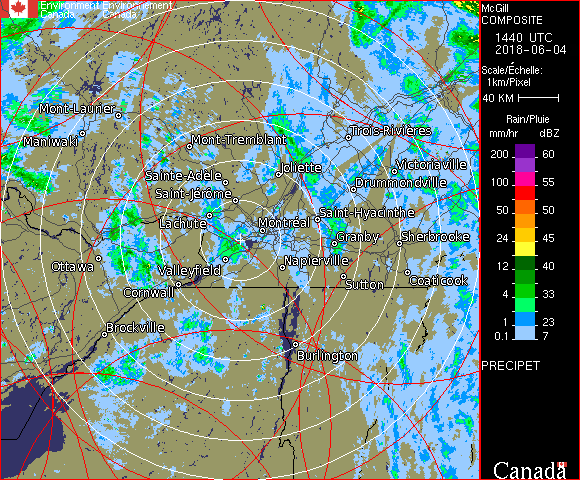 Environment Environnement
Canada Canada
McGill
COMPOSITE
1440 UTC
2018-06-04
Scale/Échelle:
1km/Pixel
40 KM
Rain/Pluie
mm/hr dBZ
200 60
100 55
50 50
24 45
12 40
4 33
1 23
0.1 7
PRECIPET
Canada
Mont-Laurier
Maniwaki
Mont-Tremblant
Trois-Rivières
Joliette
Victoriaville
Sainte-Adèle
Drummondville
Saint-Jérôme
Lachute
Saint-Hyacinthe
Montréal
Granby
Sherbrooke
Ottawa
Valleyfield
Napierville
Cornwall
Sutton
Coaticook
Brockville
Burlington